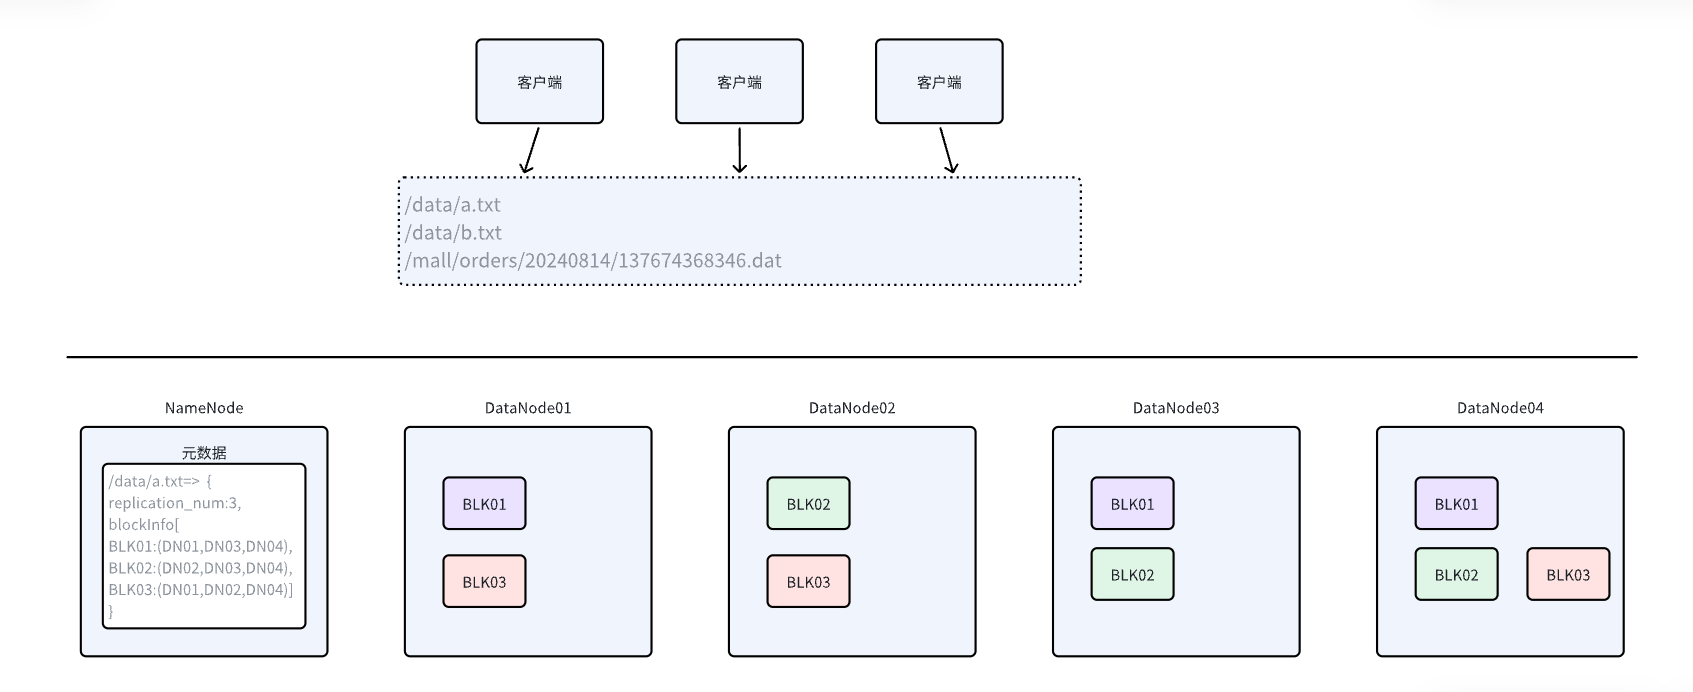 客户端
客户端
客户端
/data/a.txt
/data/b.txt
/mall/orders/20240814/137674368346.dat
NameNode
DataNode01
DataNode02
DataNode03
DataNode04
元数据
/data/a.txt=> {
replication_num:3,
blockInfo[
BLK01:(DN01,DN03,DN04),
BLK02:(DN02,DN03,DN04),
BLK03:(DN01,DN02,DN04)]
}
BLK01
BLK03
BLK02
BLK03
BLK01
BLK02
BLK01
BLK02
BLK03